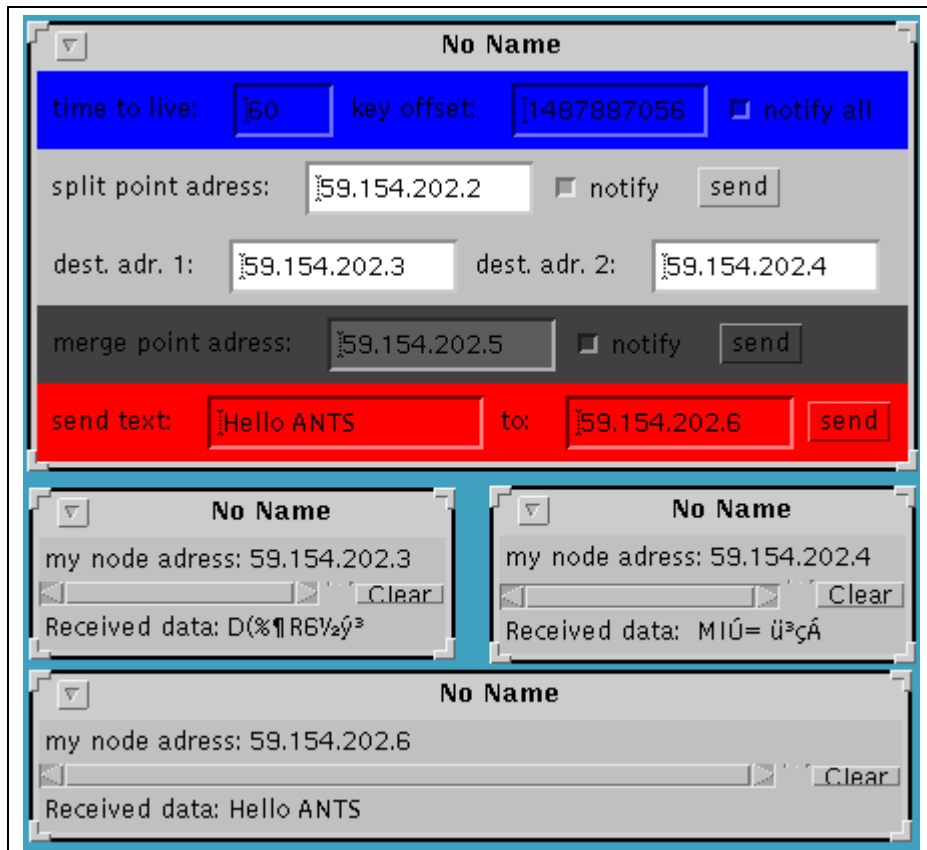 No Name
time to live: 60 key offset: 1487887056 notify all
split point adress: 59.154.202.2 notify send
dest. adr. 1: 59.154.202.3 dest. adr. 2: 59.154.202.4
merge point adress: 59.154.202.5 notify send
send text: Hello ANTS to: 59.154.202.6 send
No Name
my node adress: 59.154.202.3
Clear
Received data: D(%¶R6½ŷ³
No Name
my node adress: 59.154.202.4
Clear
Received data: MIÚ= ü³çÁ
No Name
my node adress: 59.154.202.6
Clear
Received data: Hello ANTS